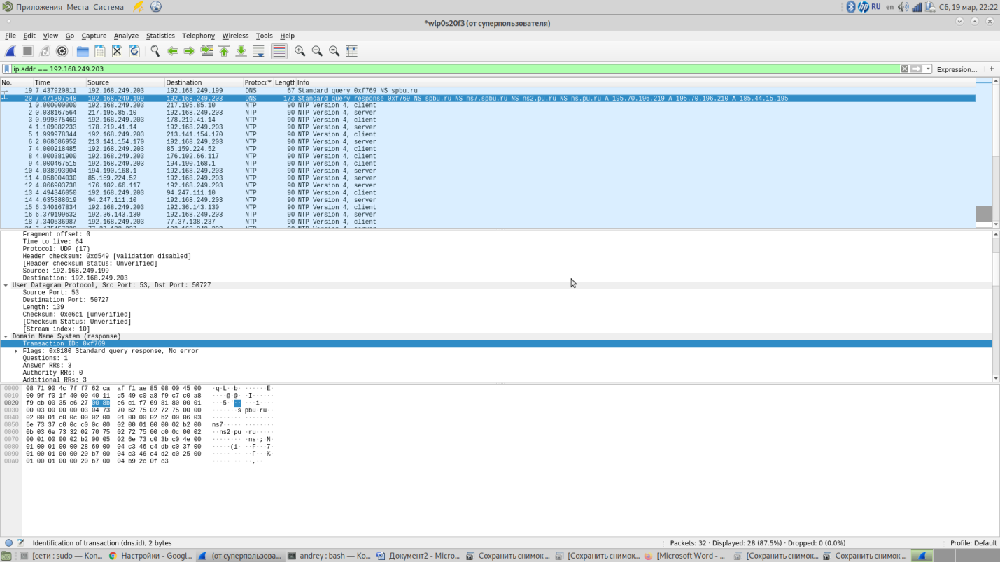 Приложения Места Система RU en Сб, 19 мар, 22:22
*wlp0s20f3 (от суперпользователя)
File Edit View Go Capture Analyze Statistics Telephony Wireless Tools Help
ip.addr == 192.168.249.203 Expression… +
No. Time Source Destination Protoc Length Info
19 7.437920811 192.168.249.203 192.168.249.199 DNS 67 Standard query 0xf769 NS spbu.ru
20 7.471307548 192.168.249.199 192.168.249.203 DNS 173 Standard query response 0xf769 NS spbu.ru NS ns7.spbu.ru NS ns2.pu.ru NS ns.pu.ru A 195.70.196.219 A 195.70.196.210 A 185.44.15.195
1 0.000000000 192.168.249.203 217.195.85.10 NTP 90 NTP Version 4, client
2 0.038167564 217.195.85.10 192.168.249.203 NTP 90 NTP Version 4, server
3 0.999875469 192.168.249.203 178.219.41.14 NTP 90 NTP Version 4, client
4 1.109082233 178.219.41.14 192.168.249.203 NTP 90 NTP Version 4, server
5 1.999978344 192.168.249.203 213.141.154.170 NTP 90 NTP Version 4, client
6 2.068686952 213.141.154.170 192.168.249.203 NTP 90 NTP Version 4, server
7 4.000218485 192.168.249.203 85.159.224.52 NTP 90 NTP Version 4, client
8 4.000381900 192.168.249.203 176.102.66.117 NTP 90 NTP Version 4, client
9 4.000467515 192.168.249.203 194.190.168.1 NTP 90 NTP Version 4, client
10 4.038993904 194.190.168.1 192.168.249.203 NTP 90 NTP Version 4, server
11 4.058004030 85.159.224.52 192.168.249.203 NTP 90 NTP Version 4, server
12 4.066903738 176.102.66.117 192.168.249.203 NTP 90 NTP Version 4, server
13 4.494346050 192.168.249.203 94.247.111.10 NTP 90 NTP Version 4, client
14 4.635388619 94.247.111.10 192.168.249.203 NTP 90 NTP Version 4, server
15 6.340167834 192.168.249.203 192.36.143.130 NTP 90 NTP Version 4, client
16 6.379199632 192.36.143.130 192.168.249.203 NTP 90 NTP Version 4, server
18 7.340536987 192.168.249.203 77.37.138.237 NTP 90 NTP Version 4, client
Fragment offset: 0
Time to live: 64
Protocol: UDP (17)
Header checksum: 0xd549 [validation disabled]
[Header checksum status: Unverified]
Source: 192.168.249.199
Destination: 192.168.249.203
User Datagram Protocol, Src Port: 53, Dst Port: 50727
Source Port: 53
Destination Port: 50727
Length: 139
Checksum: 0xe6c1 [unverified]
[Checksum Status: Unverified]
[Stream index: 10]
Domain Name System (response)
Transaction ID: 0xf769
Flags: 0x8180 Standard query response, No error
Questions: 1
Answer RRs: 3
Authority RRs: 0
Additional RRs: 3
0000 08 71 90 4c 7f f7 62 ca af f1 ae 85 08 00 45 00 ·q·L··b· ······E·
0010 00 9f f0 1f 40 00 40 11 d5 49 c0 a8 f9 c7 c0 a8 ····@·@· ·I······
0020 f9 cb 00 35 c6 27 00 8b e6 c1 f7 69 81 80 00 01 ···5·'·· ···i····
0030 00 03 00 00 00 03 04 73 70 62 75 02 72 75 00 00 ·······s pbu·ru··
0040 02 00 01 c0 0c 00 02 00 01 00 00 02 b2 00 06 03 ········ ········
0050 6e 73 37 c0 0c c0 0c 00 02 00 01 00 00 02 b2 00 ns7····· ········
0060 0b 03 6e 73 32 02 70 75 02 72 75 00 c0 0c 00 02 ··ns2·pu ·ru·····
0070 00 01 00 00 02 b2 00 05 02 6e 73 c0 3b c0 4e 00 ········ ·ns·;·N·
0080 01 00 01 00 00 28 69 00 04 c3 46 c4 db c0 37 00 ·····(i· ··F···7·
0090 01 00 01 00 00 20 b7 00 04 c3 46 c4 d2 c0 25 00 ····· ·· ··F···%·
00a0 01 00 01 00 00 20 b7 00 04 b9 2c 0f c3 ····· ·· ··,··
Identification of transaction (dns.id), 2 bytes Packets: 32 · Displayed: 28 (87.5%) · Dropped: 0 (0.0%) Profile: Default
[сети : sudo — Kon… Настройки - Googl… (от суперпользова… andrey : bash — Ko… Документ2 - Micro… Сохранить снимок … [Сохранить снимок… [Microsoft Word - … [Сохранить снимок… Сохранить снимок …